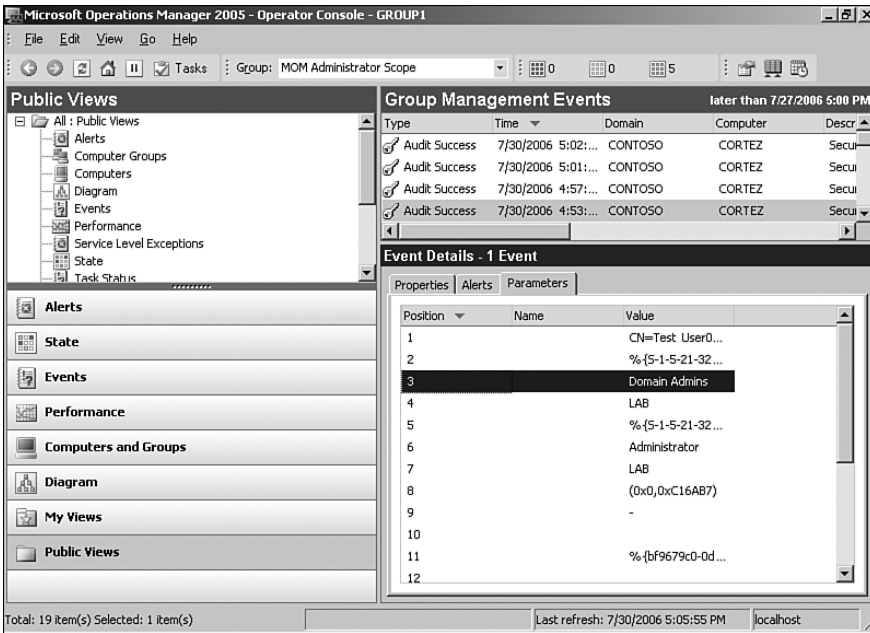 Microsoft Operations Manager 2005 - Operator Console - GROUP1
File Edit View Go Help
Tasks Group: MOM Administrator Scope 0 0 5
Public Views
All : Public Views
Alerts
Computer Groups
Computers
Diagram
Events
Performance
Service Level Exceptions
State
Task Status
Alerts
State
Events
Performance
Computers and Groups
Diagram
My Views
Public Views
Group Management Events later than 7/27/2006 5:00 PM
Type Time Domain Computer Descr
Audit Success 7/30/2006 5:02:... CONTOSO CORTEZ Secur
Audit Success 7/30/2006 5:01:... CONTOSO CORTEZ Secur
Audit Success 7/30/2006 4:57:... CONTOSO CORTEZ Secur
Audit Success 7/30/2006 4:53:... CONTOSO CORTEZ Secur
Event Details - 1 Event
Properties Alerts Parameters
Position Name Value
1 CN=Test User0...
2 %{S-1-5-21-32...
3 Domain Admins
4 LAB
5 %{S-1-5-21-32...
6 Administrator
7 LAB
8 (0x0,0xC16AB7)
9 -
10
11 %{bf9679c0-0d...
12
Total: 19 item(s) Selected: 1 item(s) Last refresh: 7/30/2006 5:05:55 PM localhost